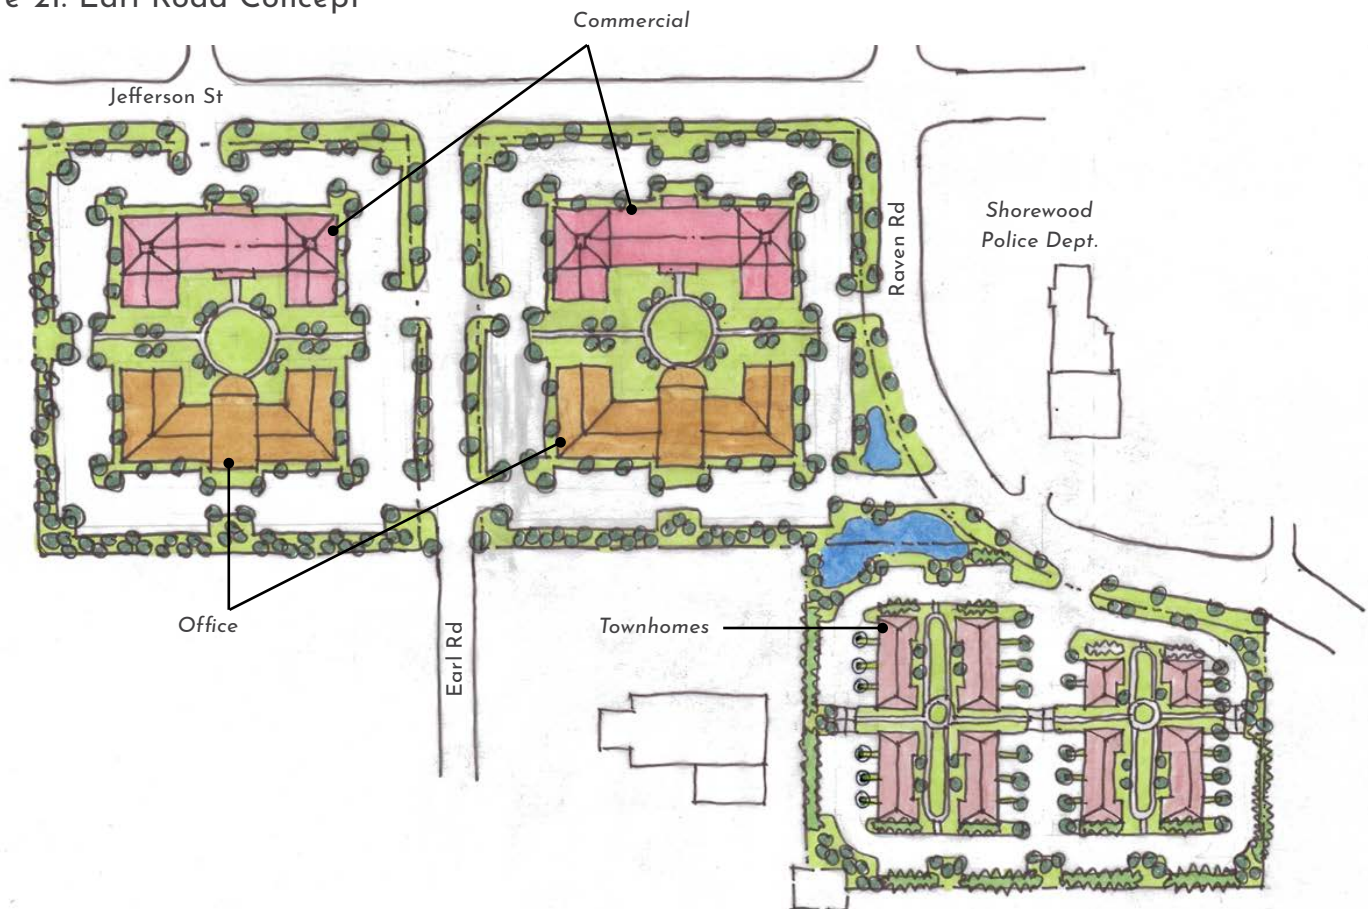 e 21: Earl Road Concept
Commercial
Jefferson St
Raven Rd
Shorewood
Police Dept.
Office
Townhomes
Earl Rd